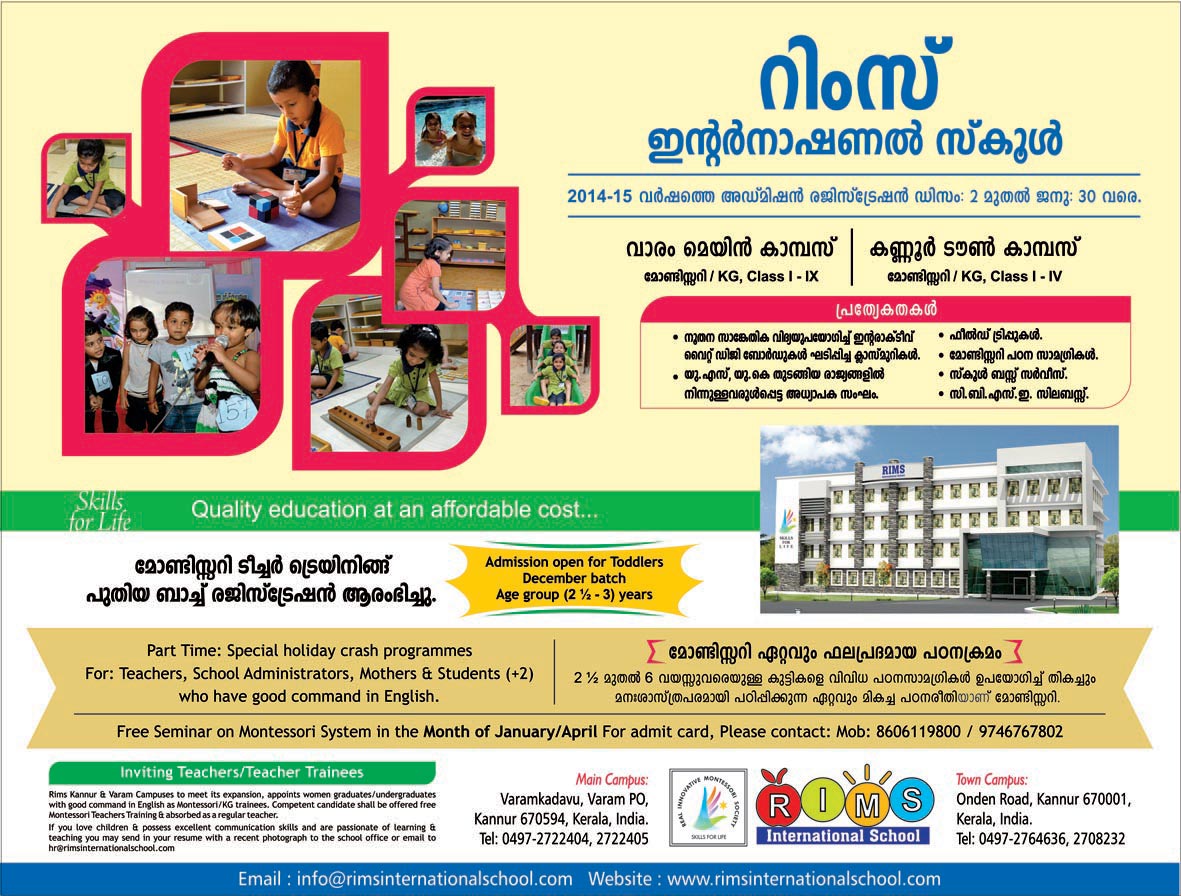 റിംസ്
ഇന്റർനാഷണൽ സ്കൂൾ
2014-15 വർഷത്തെ അഡ്മിഷൻ രജിസ്ട്രേഷൻ ഡിസം: 2 മുതൽ ജനു: 30 വരെ.
വാരം മെയിൻ കാമ്പസ്
മോണ്ടിസ്സറി / KG, Class I - IX
കണ്ണൂർ ടൗൺ കാമ്പസ്
മോണ്ടിസ്സറി / KG, Class I - IV
പ്രത്യേകതകൾ
• നൂതന സാങ്കേതിക വിദ്യയുപയോഗിച്ച് ഇന്ററാക്ടീവ്
വൈറ്റ് ഡിജി ബോർഡുകൾ ഘടിപ്പിച്ച ക്ലാസ്മുറികൾ.
• യു.എസ്, യു.കെ തുടങ്ങിയ രാജ്യങ്ങളിൽ
നിന്നുള്ളവരുൾപ്പെട്ട അധ്യാപക സംഘം.
• ഫീൽഡ് ട്രിപ്പുകൾ.
• മോണ്ടിസ്സറി പഠന സാമഗ്രികൾ.
• സ്കൂൾ ബസ്സ് സർവീസ്.
• സി.ബി.എസ്.ഇ. സിലബസ്സ്.
157
RIMS
SKILLS
FOR
LIFE
Skills
for Life
Quality education at an affordable cost...
മോണ്ടിസ്സറി ടീച്ചർ ട്രെയിനിങ്ങ്
പുതിയ ബാച്ച് രജിസ്ട്രേഷൻ ആരംഭിച്ചു.
Admission open for Toddlers
December batch
Age group (2 ½ - 3) years
Part Time: Special holiday crash programmes
For: Teachers, School Administrators, Mothers & Students (+2)
who have good command in English.
മോണ്ടിസ്സറി ഏറ്റവും ഫലപ്രദമായ പഠനക്രമം
2 ½ മുതൽ 6 വയസ്സുവരെയുള്ള കുട്ടികളെ വിവിധ പഠനസാമഗ്രികൾ ഉപയോഗിച്ച് തികച്ചും
മനഃശാസ്ത്രപരമായി പഠിപ്പിക്കുന്ന ഏറ്റവും മികച്ച പഠനരീതിയാണ് മോണ്ടിസ്സറി.
Free Seminar on Montessori System in the Month of January/April For admit card, Please contact: Mob: 8606119800 / 9746767802
Inviting Teachers/Teacher Trainees
Rims Kannur & Varam Campuses to meet its expansion, appoints women graduates/undergraduates
with good command in English as Montessori/KG trainees. Competent candidate shall be offered free
Montessori Teachers Training & absorbed as a regular teacher.
If you love children & possess excellent communication skills and are passionate of learning &
teaching you may send in your resume with a recent photograph to the school office or email to
hr@rimsinternationalschool.com
Main Campus:
Varamkadavu, Varam PO,
Kannur 670594, Kerala, India.
Tel: 0497-2722404, 2722405
REAL INNOVATIVE MONTESSORI SOCIETY
SKILLS FOR LIFE
RIMS
International School
Town Campus:
Onden Road, Kannur 670001,
Kerala, India.
Tel: 0497-2764636, 2708232
Email : info@rimsinternationalschool.com Website : www.rimsinternationalschool.com